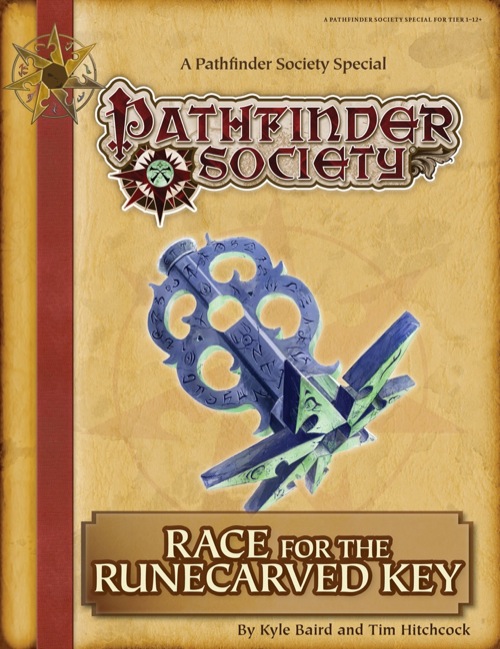 A PATHFINDER SOCIETY SPECIAL FOR TIER 1–12+
A Pathfinder Society Special
PATHFINDER
SOCIETY
RACE FOR THE
RUNECARVED KEY
By Kyle Baird and Tim Hitchcock